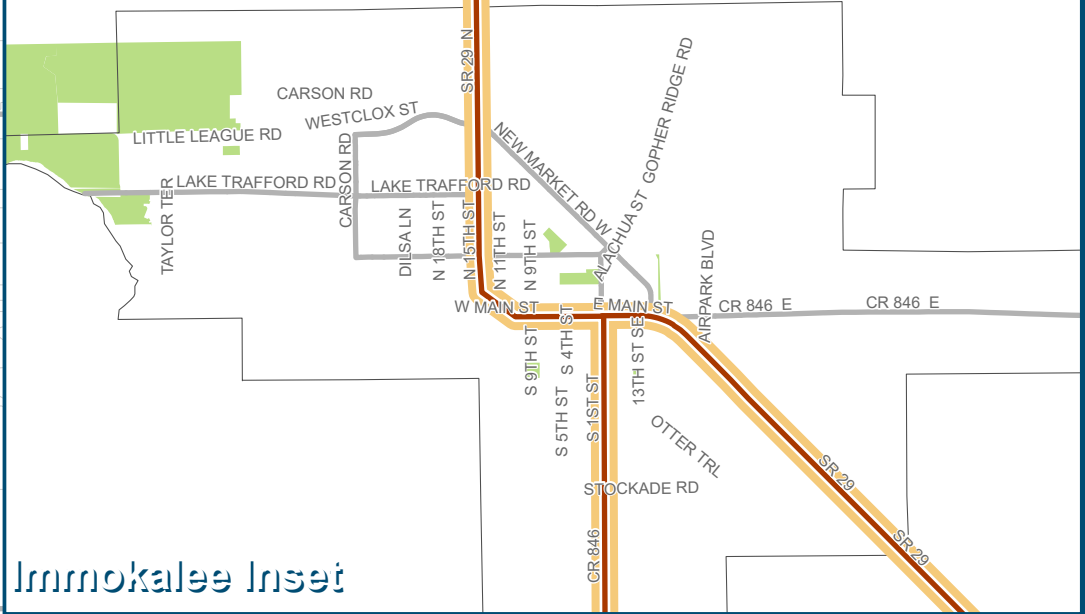 SR 29 N
CARSON RD
WESTCLOX ST
LITTLE LEAGUE RD
NEW MARKET RD W
GOPHER RIDGE RD
CARSON RD
LAKE TRAFFORD RD
LAKE TRAFFORD RD
TAYLOR TER
ALACHUA ST
DILSA LN
N 18TH ST
N 15TH ST
N 11TH ST
N 9TH ST
AIRPARK BLVD
W MAIN ST
E MAIN ST
CR 846 E
CR 846 E
S 9TH ST
S 4TH ST
13TH ST SE
S 5TH ST
S 1ST ST
OTTER TRL
STOCKADE RD
SR 29
SR 29
CR 846
Immokalee Inset